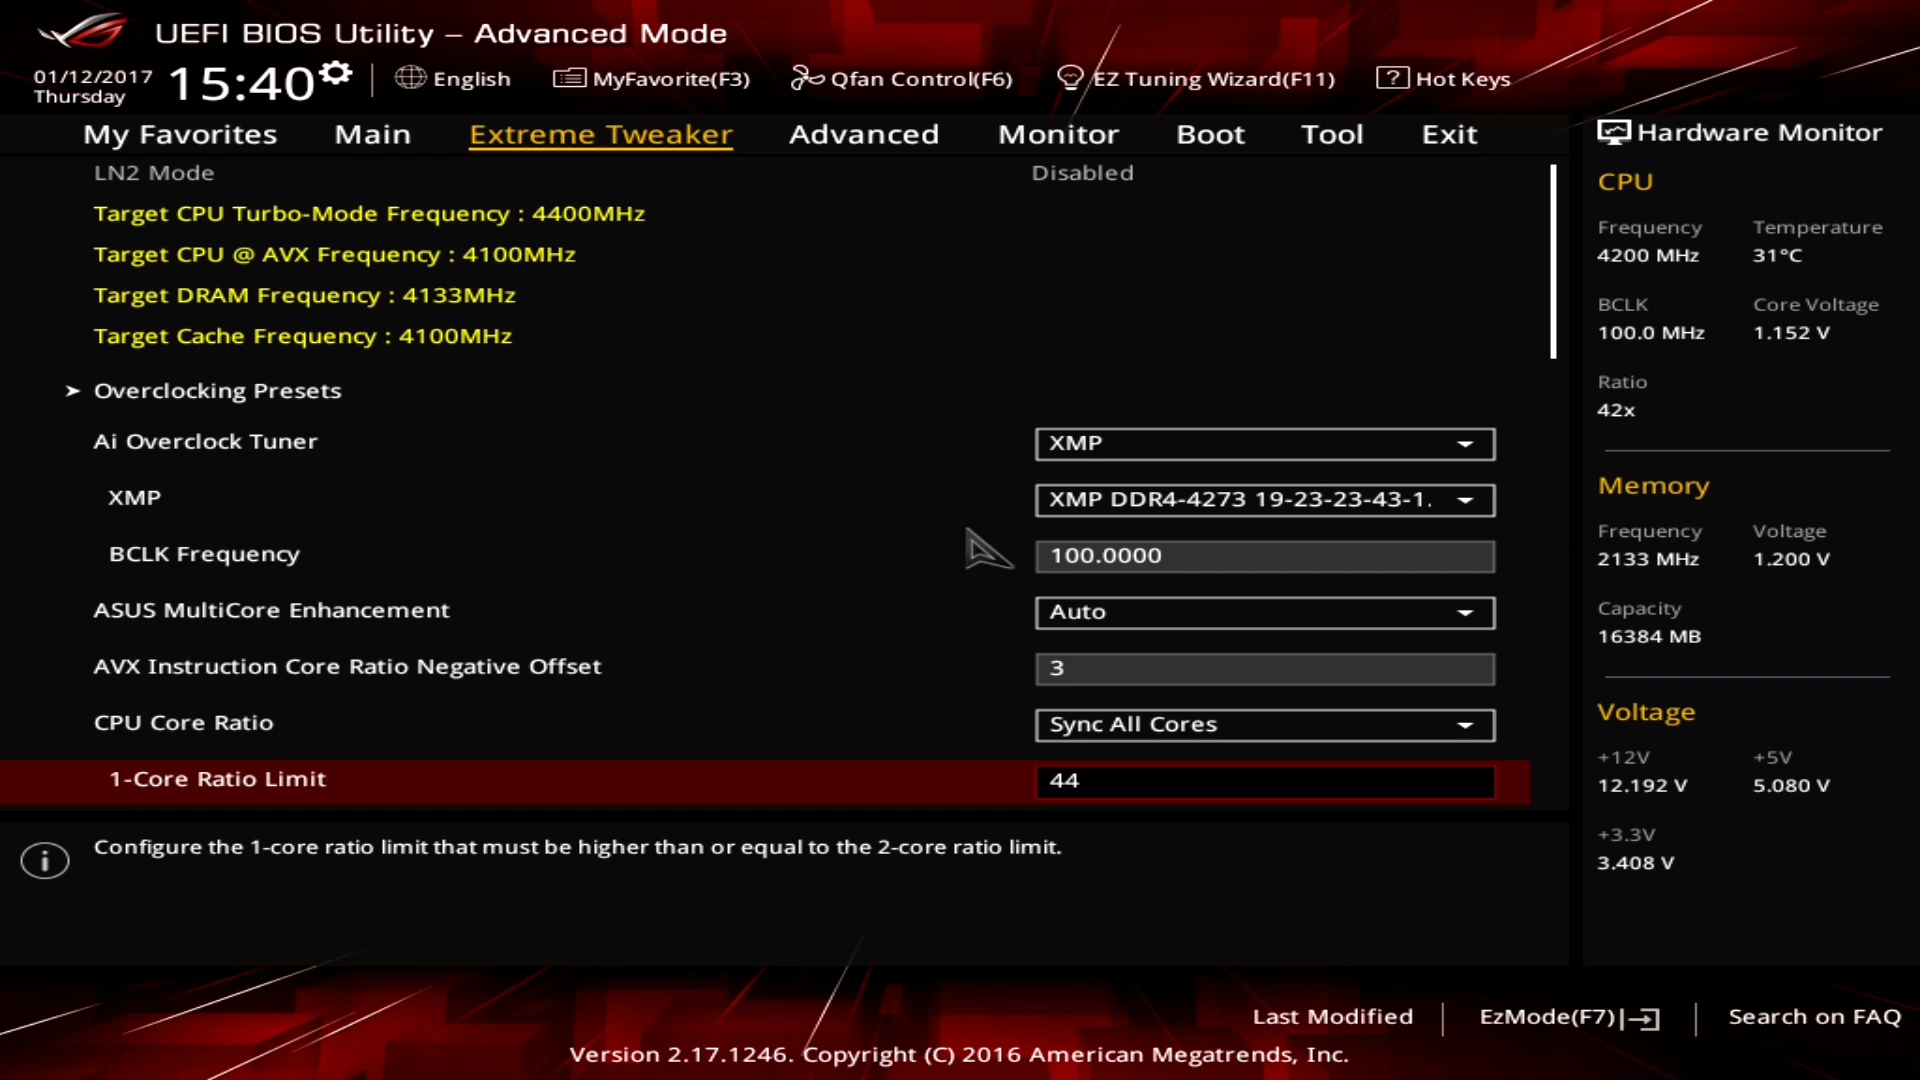 UEFI BIOS Utility – Advanced Mode
01/12/2017
Thursday
15:40
English
MyFavorite(F3)
Qfan Control(F6)
EZ Tuning Wizard(F11)
? Hot Keys
My Favorites
Main
Extreme Tweaker
Advanced
Monitor
Boot
Tool
Exit
LN2 Mode Disabled
Target CPU Turbo-Mode Frequency : 4400MHz
Target CPU @ AVX Frequency : 4100MHz
Target DRAM Frequency : 4133MHz
Target Cache Frequency : 4100MHz
Overclocking Presets
Ai Overclock Tuner XMP
XMP XMP DDR4-4273 19-23-23-43-1.
BCLK Frequency 100.0000
ASUS MultiCore Enhancement Auto
AVX Instruction Core Ratio Negative Offset 3
CPU Core Ratio Sync All Cores
1-Core Ratio Limit 44
i Configure the 1-core ratio limit that must be higher than or equal to the 2-core ratio limit.
Hardware Monitor
CPU
Frequency Temperature
4200 MHz 31°C
BCLK Core Voltage
100.0 MHz 1.152 V
Ratio
42x
Memory
Frequency Voltage
2133 MHz 1.200 V
Capacity
16384 MB
Voltage
+12V +5V
12.192 V 5.080 V
+3.3V
3.408 V
Last Modified
EzMode(F7)
Search on FAQ
Version 2.17.1246. Copyright (C) 2016 American Megatrends, Inc.